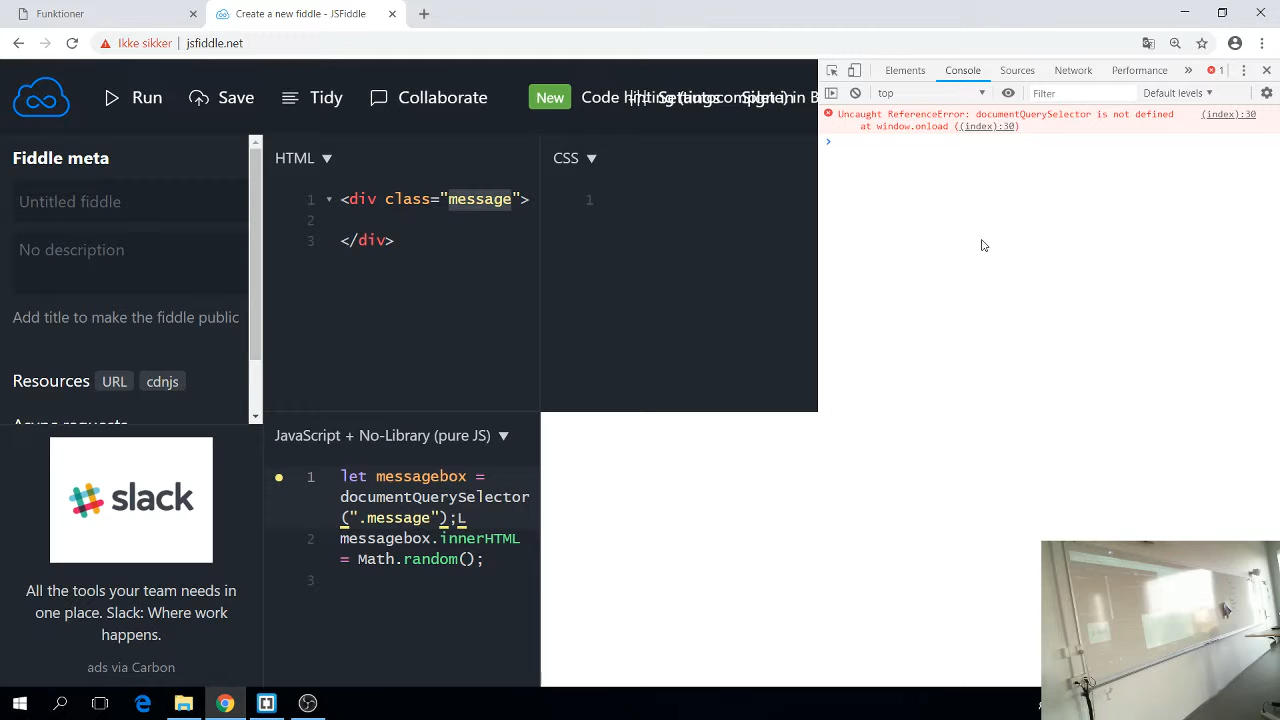 Funktioner
Create a new fiddle - JSFiddle
Ikke sikker | jsfiddle.net
Run
Save
Tidy
Collaborate
New
Fiddle meta
Untitled fiddle
No description
Add title to make the fiddle public
Resources URL cdnjs
Async requests
slack
All the tools your team needs in
one place. Slack: Where work
happens.
ads via Carbon
HTML
1 <div class="message">
2
3 </div>
CSS
1
JavaScript + No-Library (pure JS)
1 let messagebox =
documentQuerySelector
(".message");L
2 messagebox.innerHTML
= Math.random();
3
Elements Console Sources Network Performance » 1
top Filter Default levels
Uncaught ReferenceError: documentQuerySelector is not defined (index):30
at window.onload ((index):30)